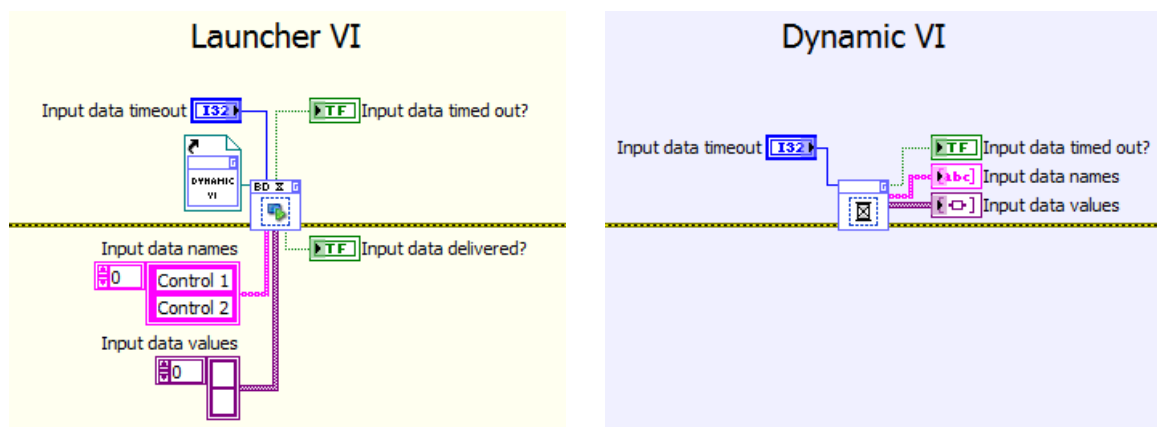 Launcher VI
Input data timeout I32 TF Input data timed out?
DYNAMIC
VI
BD X
Input data names TF Input data delivered?
0 Control 1
Control 2
Input data values
0
Dynamic VI
Input data timeout I32 TF Input data timed out?
abc Input data names
Input data values